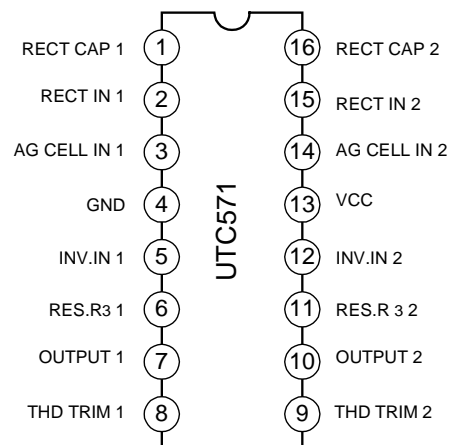 RECT CAP 1 1 16 RECT CAP 2
RECT IN 1 2 15 RECT IN 2
AG CELL IN 1 3 14 AG CELL IN 2
GND 4 13 VCC
INV.IN 1 5 12 INV.IN 2
RES.R3 1 6 11 RES.R 3 2
OUTPUT 1 7 10 OUTPUT 2
THD TRIM 1 8 9 THD TRIM 2
UTC571